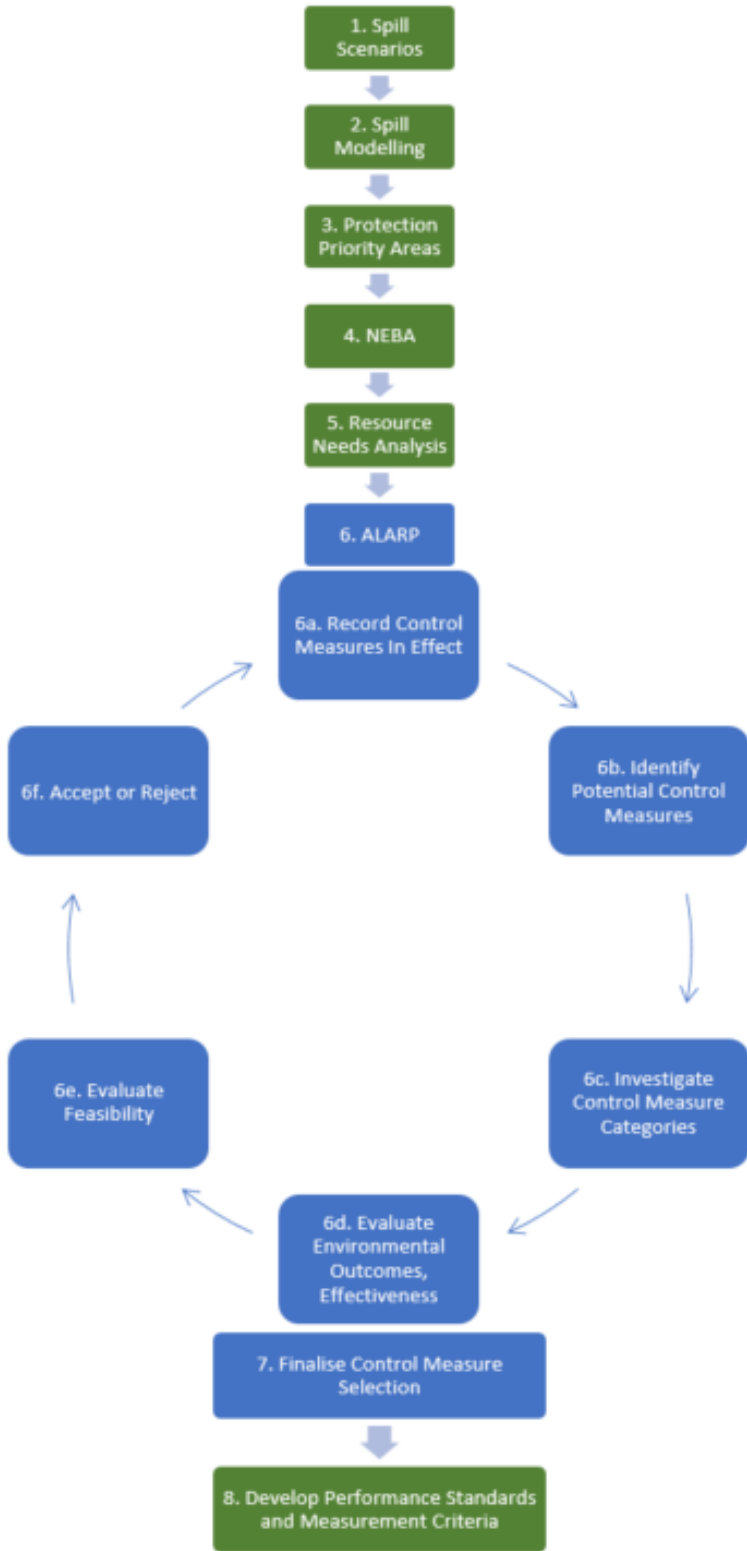 1. Spill
Scenarios
2. Spill
Modelling
3. Protection
Priority Areas
4. NEBA
5. Resource
Needs Analysis
6. ALARP
6a. Record Control
Measures In Effect
6b. Identify
Potential Control
Measures
6c. Investigate
Control Measure
Categories
6d. Evaluate
Environmental
Outcomes,
Effectiveness
6e. Evaluate
Feasibility
6f. Accept or Reject
7. Finalise Control Measure
Selection
8. Develop Performance Standards
and Measurement Criteria